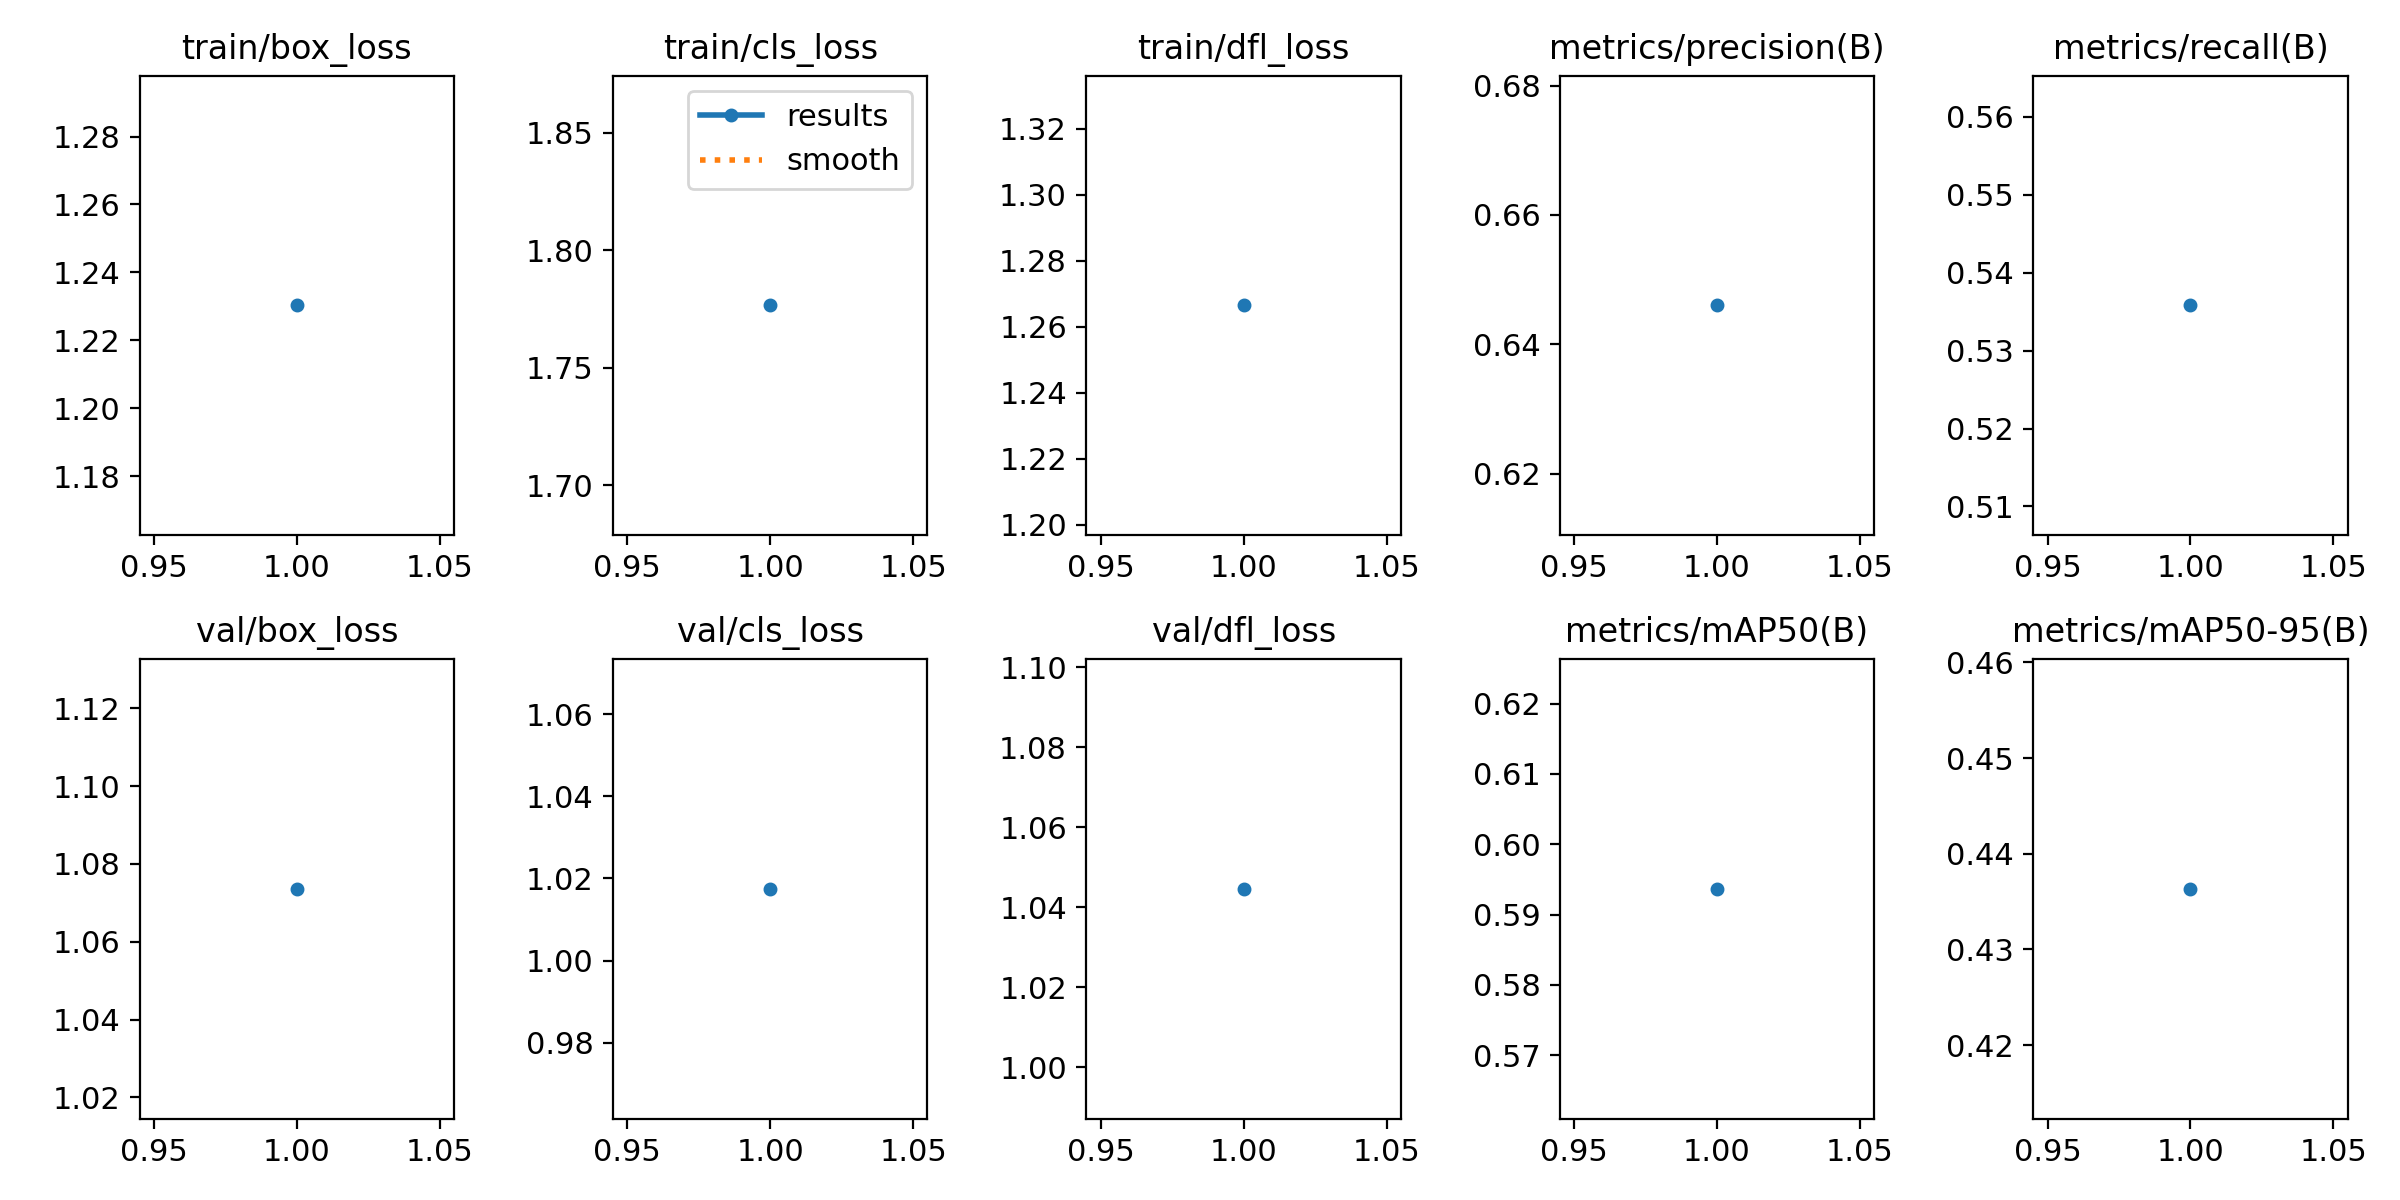 train/box_loss
1.28
1.26
1.24
1.22
1.20
1.18
0.95 1.00 1.05
train/cls_loss
results
smooth
1.85
1.80
1.75
1.70
0.95 1.00 1.05
train/dfl_loss
1.32
1.30
1.28
1.26
1.24
1.22
1.20
0.95 1.00 1.05
metrics/precision(B)
0.68
0.66
0.64
0.62
0.95 1.00 1.05
metrics/recall(B)
0.56
0.55
0.54
0.53
0.52
0.51
0.95 1.00 1.05
val/box_loss
1.12
1.10
1.08
1.06
1.04
1.02
0.95 1.00 1.05
val/cls_loss
1.06
1.04
1.02
1.00
0.98
0.95 1.00 1.05
val/dfl_loss
1.10
1.08
1.06
1.04
1.02
1.00
0.95 1.00 1.05
metrics/mAP50(B)
0.62
0.61
0.60
0.59
0.58
0.57
0.95 1.00 1.05
metrics/mAP50-95(B)
0.46
0.45
0.44
0.43
0.42
0.95 1.00 1.05